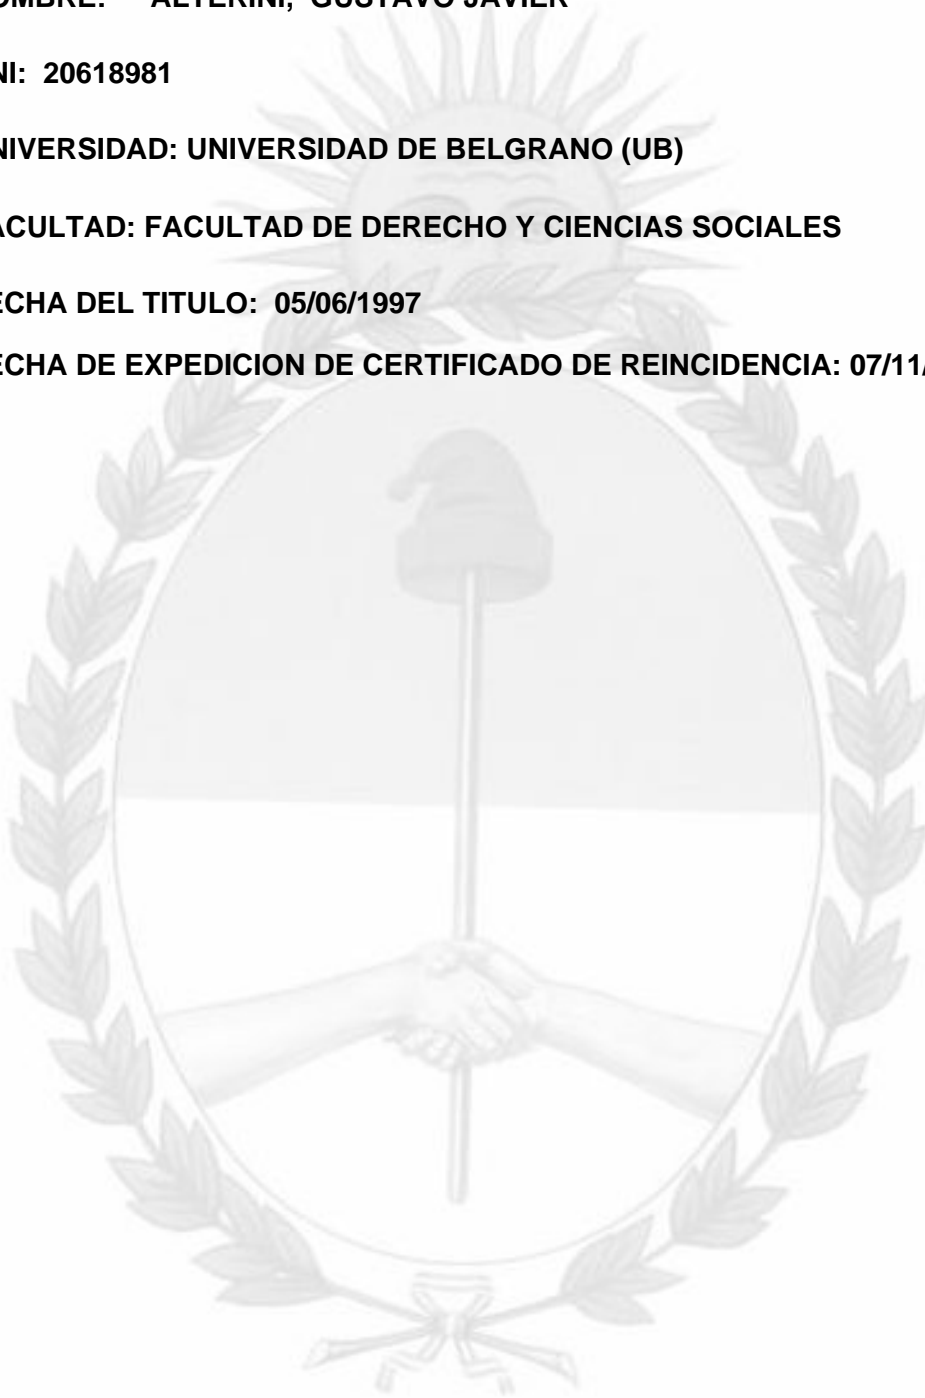 OMBRE: ALTERINI, GUSTAVO JAVIER
NI: 20618981
NIVERSIDAD: UNIVERSIDAD DE BELGRANO (UB)
ACULTAD: FACULTAD DE DERECHO Y CIENCIAS SOCIALES
ECHA DEL TITULO: 05/06/1997
ECHA DE EXPEDICION DE CERTIFICADO DE REINCIDENCIA: 07/11/